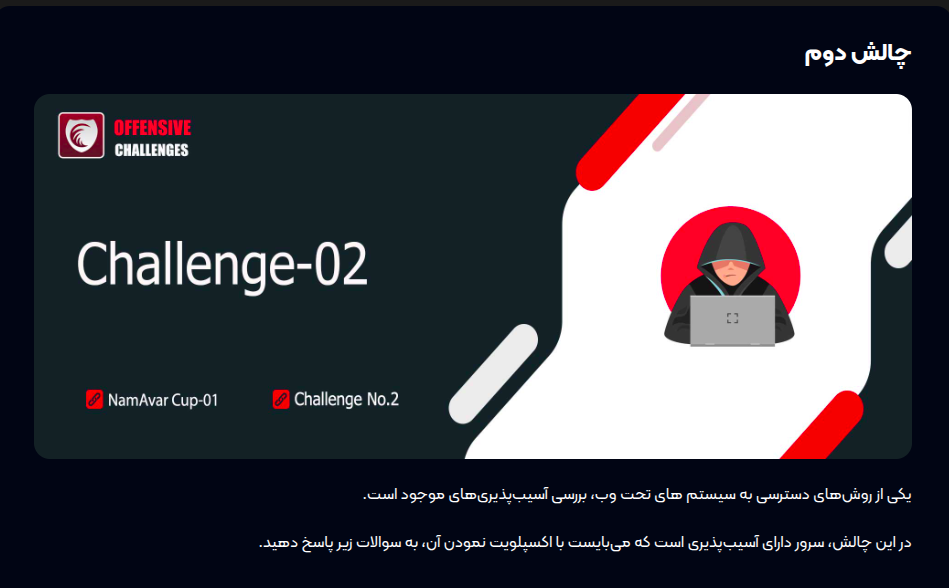 چالش دوم
OFFENSIVE
CHALLENGES
Challenge-02
NamAvar Cup-01
Challenge No.2
یکی از روش‌های دسترسی به سیستم های تحت وب، بررسی آسیب‌پذیری‌های موجود است.
در این چالش، سرور دارای آسیب‌پذیری است که می‌بایست با اکسپلویت نمودن آن، به سوالات زیر پاسخ دهید.